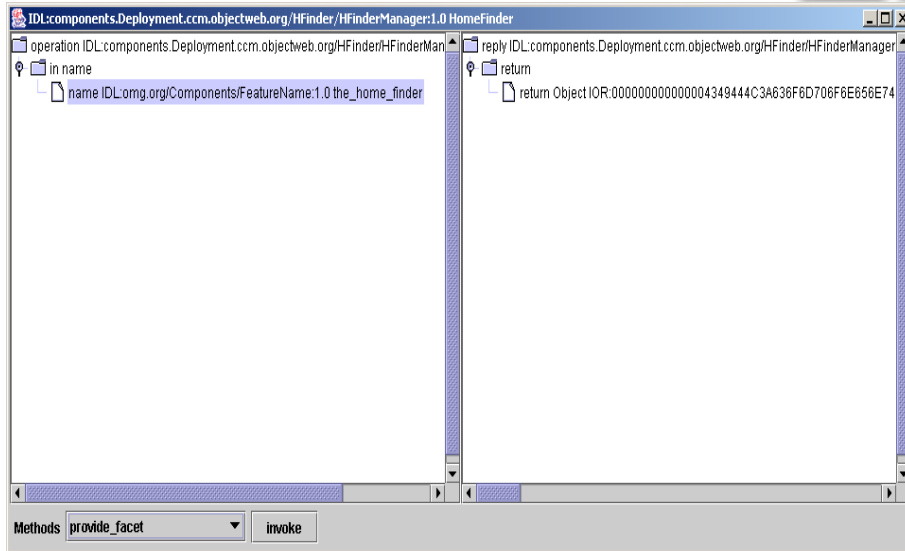 IDL:components.Deployment.ccm.objectweb.org/HFinder/HFinderManager:1.0 HomeFinder
operation IDL:components.Deployment.ccm.objectweb.org/HFinder/HFinderMan
in name
name IDL:omg.org/Components/FeatureName:1.0 the_home_finder
reply IDL:components.Deployment.ccm.objectweb.org/HFinder/HFinderManager
return
return Object IOR:000000000000004349444C3A636F6D706F6E656E74
Methods provide_facet invoke